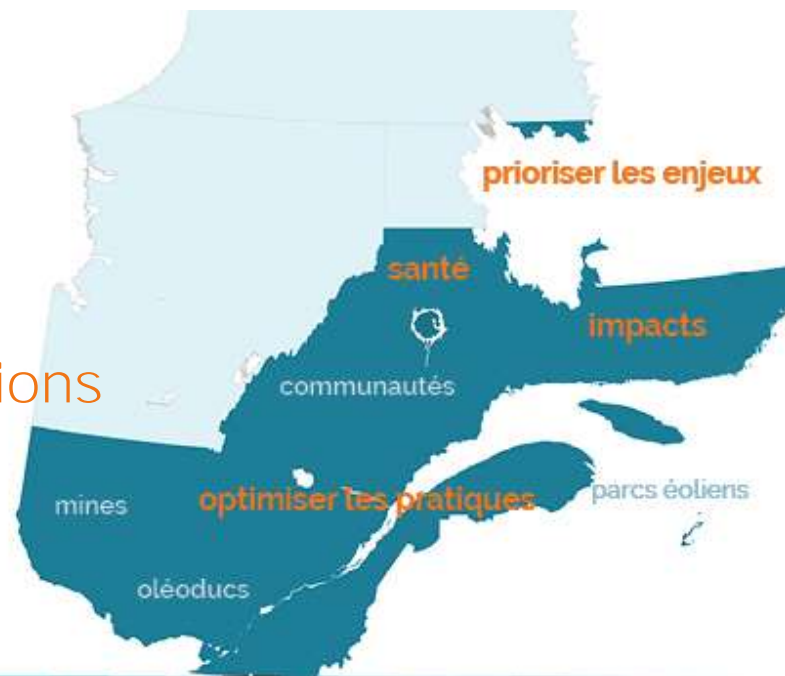 prioriser les enjeux
santé
impacts
ions
communautés
optimiser les pratiques
parcs éoliens
mines
oléoducs